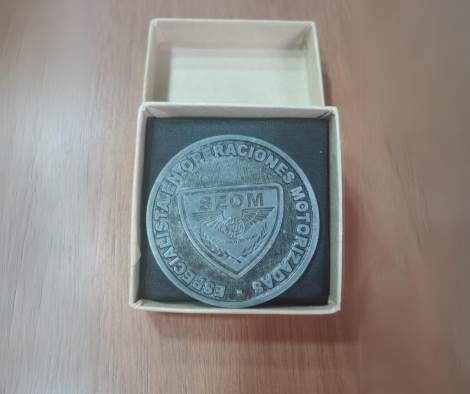 ESPECIALISTA EN OPERACIONES MOTORIZADAS
SEOM